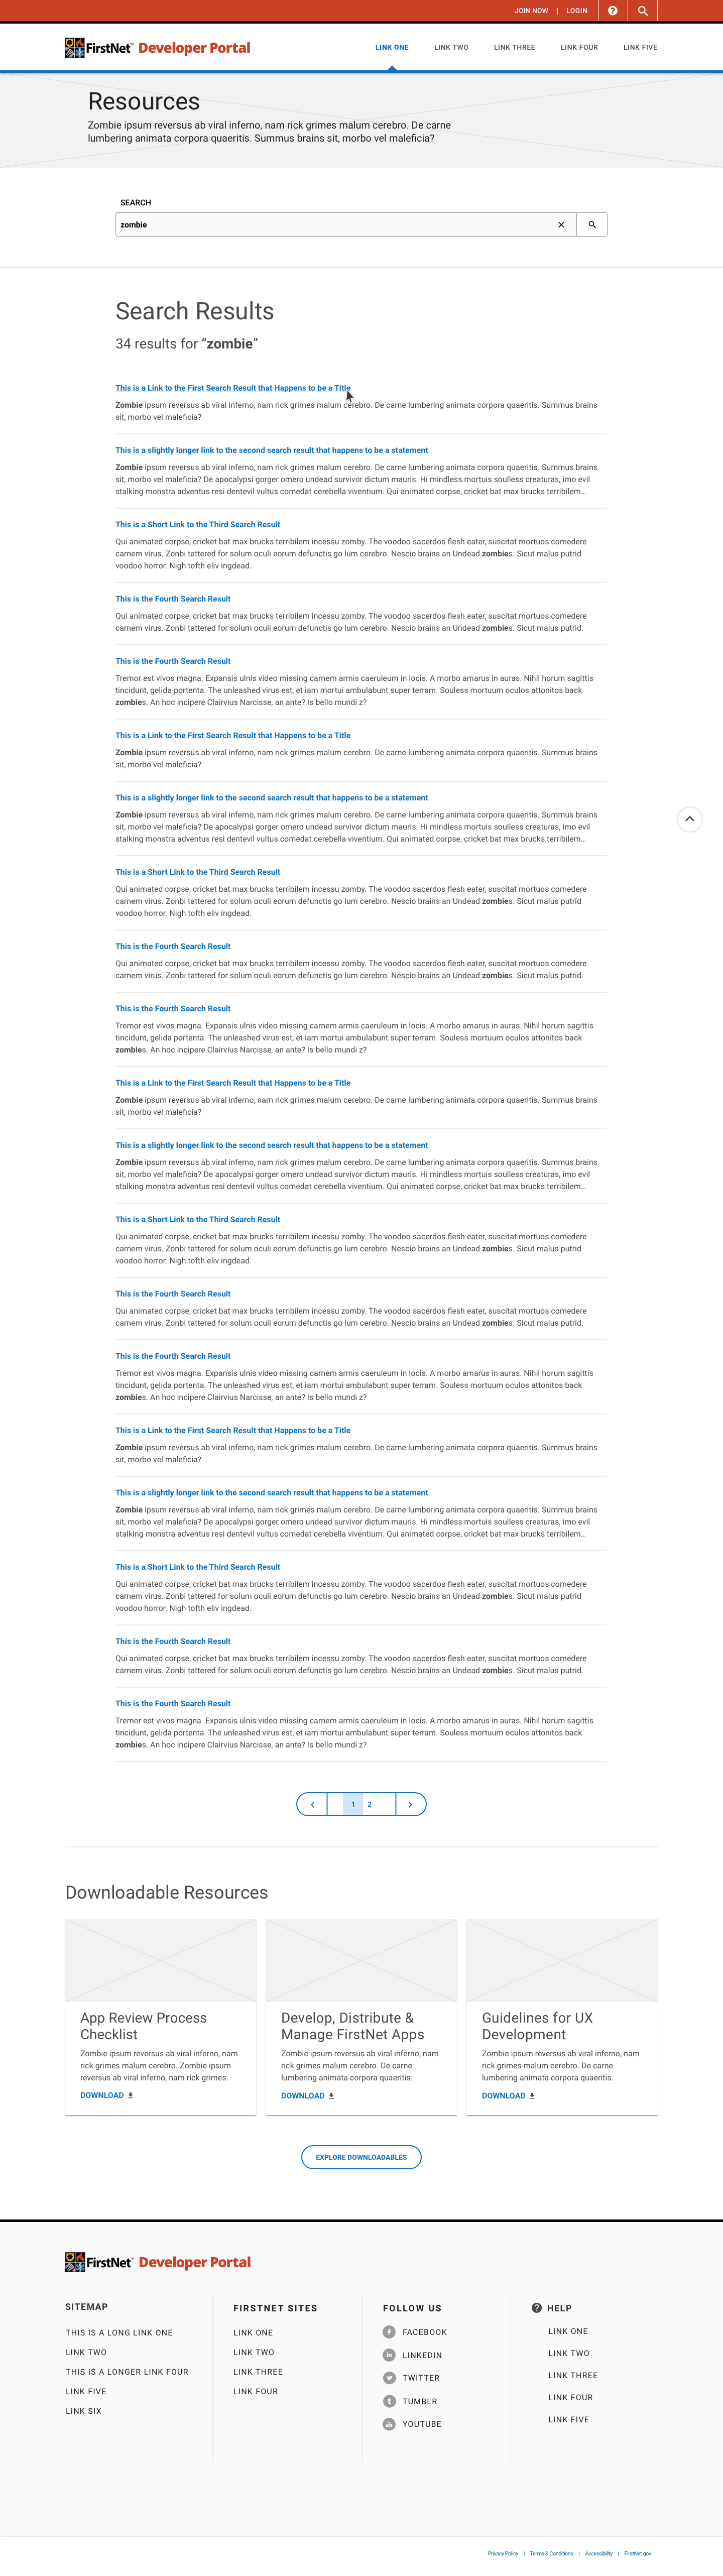 JOIN NOW | LOGIN
FirstNet™ Developer Portal
LINK ONE LINK TWO LINK THREE LINK FOUR LINK FIVE
Resources
Zombie ipsum reversus ab viral inferno, nam rick grimes malum cerebro. De carne
lumbering animata corpora quaeritis. Summus brains sit, morbo vel maleficia?
SEARCH
zombie
Search Results
34 results for “zombie”
This is a Link to the First Search Result that Happens to be a Title
Zombie ipsum reversus ab viral inferno, nam rick grimes malum cerebro. De carne lumbering animata corpora quaeritis. Summus brains
sit, morbo vel maleficia?
This is a slightly longer link to the second search result that happens to be a statement
Zombie ipsum reversus ab viral inferno, nam rick grimes malum cerebro. De carne lumbering animata corpora quaeritis. Summus brains
sit, morbo vel maleficia? De apocalypsi gorger omero undead survivor dictum mauris. Hi mindless mortuis soulless creaturas, imo evil
stalking monstra adventus resi dentevil vultus comedat cerebella viventium. Qui animated corpse, cricket bat max brucks terribilem…
This is a Short Link to the Third Search Result
Qui animated corpse, cricket bat max brucks terribilem incessu zomby. The voodoo sacerdos flesh eater, suscitat mortuos comedere
carnem virus. Zonbi tattered for solum oculi eorum defunctis go lum cerebro. Nescio brains an Undead zombies. Sicut malus putrid
voodoo horror. Nigh tofth eliv ingdead.
This is the Fourth Search Result
Qui animated corpse, cricket bat max brucks terribilem incessu zomby. The voodoo sacerdos flesh eater, suscitat mortuos comedere
carnem virus. Zonbi tattered for solum oculi eorum defunctis go lum cerebro. Nescio brains an Undead zombies. Sicut malus putrid.
This is the Fourth Search Result
Tremor est vivos magna. Expansis ulnis video missing carnem armis caeruleum in locis. A morbo amarus in auras. Nihil horum sagittis
tincidunt, gelida portenta. The unleashed virus est, et iam mortui ambulabunt super terram. Souless mortuum oculos attonitos back
zombies. An hoc incipere Clairvius Narcisse, an ante? Is bello mundi z?
This is a Link to the First Search Result that Happens to be a Title
Zombie ipsum reversus ab viral inferno, nam rick grimes malum cerebro. De carne lumbering animata corpora quaeritis. Summus brains
sit, morbo vel maleficia?
This is a slightly longer link to the second search result that happens to be a statement
Zombie ipsum reversus ab viral inferno, nam rick grimes malum cerebro. De carne lumbering animata corpora quaeritis. Summus brains
sit, morbo vel maleficia? De apocalypsi gorger omero undead survivor dictum mauris. Hi mindless mortuis soulless creaturas, imo evil
stalking monstra adventus resi dentevil vultus comedat cerebella viventium. Qui animated corpse, cricket bat max brucks terribilem…
This is a Short Link to the Third Search Result
Qui animated corpse, cricket bat max brucks terribilem incessu zomby. The voodoo sacerdos flesh eater, suscitat mortuos comedere
carnem virus. Zonbi tattered for solum oculi eorum defunctis go lum cerebro. Nescio brains an Undead zombies. Sicut malus putrid
voodoo horror. Nigh tofth eliv ingdead.
This is the Fourth Search Result
Qui animated corpse, cricket bat max brucks terribilem incessu zomby. The voodoo sacerdos flesh eater, suscitat mortuos comedere
carnem virus. Zonbi tattered for solum oculi eorum defunctis go lum cerebro. Nescio brains an Undead zombies. Sicut malus putrid.
This is the Fourth Search Result
Tremor est vivos magna. Expansis ulnis video missing carnem armis caeruleum in locis. A morbo amarus in auras. Nihil horum sagittis
tincidunt, gelida portenta. The unleashed virus est, et iam mortui ambulabunt super terram. Souless mortuum oculos attonitos back
zombies. An hoc incipere Clairvius Narcisse, an ante? Is bello mundi z?
This is a Link to the First Search Result that Happens to be a Title
Zombie ipsum reversus ab viral inferno, nam rick grimes malum cerebro. De carne lumbering animata corpora quaeritis. Summus brains
sit, morbo vel maleficia?
This is a slightly longer link to the second search result that happens to be a statement
Zombie ipsum reversus ab viral inferno, nam rick grimes malum cerebro. De carne lumbering animata corpora quaeritis. Summus brains
sit, morbo vel maleficia? De apocalypsi gorger omero undead survivor dictum mauris. Hi mindless mortuis soulless creaturas, imo evil
stalking monstra adventus resi dentevil vultus comedat cerebella viventium. Qui animated corpse, cricket bat max brucks terribilem…
This is a Short Link to the Third Search Result
Qui animated corpse, cricket bat max brucks terribilem incessu zomby. The voodoo sacerdos flesh eater, suscitat mortuos comedere
carnem virus. Zonbi tattered for solum oculi eorum defunctis go lum cerebro. Nescio brains an Undead zombies. Sicut malus putrid
voodoo horror. Nigh tofth eliv ingdead.
This is the Fourth Search Result
Qui animated corpse, cricket bat max brucks terribilem incessu zomby. The voodoo sacerdos flesh eater, suscitat mortuos comedere
carnem virus. Zonbi tattered for solum oculi eorum defunctis go lum cerebro. Nescio brains an Undead zombies. Sicut malus putrid.
This is the Fourth Search Result
Tremor est vivos magna. Expansis ulnis video missing carnem armis caeruleum in locis. A morbo amarus in auras. Nihil horum sagittis
tincidunt, gelida portenta. The unleashed virus est, et iam mortui ambulabunt super terram. Souless mortuum oculos attonitos back
zombies. An hoc incipere Clairvius Narcisse, an ante? Is bello mundi z?
This is a Link to the First Search Result that Happens to be a Title
Zombie ipsum reversus ab viral inferno, nam rick grimes malum cerebro. De carne lumbering animata corpora quaeritis. Summus brains
sit, morbo vel maleficia?
This is a slightly longer link to the second search result that happens to be a statement
Zombie ipsum reversus ab viral inferno, nam rick grimes malum cerebro. De carne lumbering animata corpora quaeritis. Summus brains
sit, morbo vel maleficia? De apocalypsi gorger omero undead survivor dictum mauris. Hi mindless mortuis soulless creaturas, imo evil
stalking monstra adventus resi dentevil vultus comedat cerebella viventium. Qui animated corpse, cricket bat max brucks terribilem…
This is a Short Link to the Third Search Result
Qui animated corpse, cricket bat max brucks terribilem incessu zomby. The voodoo sacerdos flesh eater, suscitat mortuos comedere
carnem virus. Zonbi tattered for solum oculi eorum defunctis go lum cerebro. Nescio brains an Undead zombies. Sicut malus putrid
voodoo horror. Nigh tofth eliv ingdead.
This is the Fourth Search Result
Qui animated corpse, cricket bat max brucks terribilem incessu zomby. The voodoo sacerdos flesh eater, suscitat mortuos comedere
carnem virus. Zonbi tattered for solum oculi eorum defunctis go lum cerebro. Nescio brains an Undead zombies. Sicut malus putrid.
This is the Fourth Search Result
Tremor est vivos magna. Expansis ulnis video missing carnem armis caeruleum in locis. A morbo amarus in auras. Nihil horum sagittis
tincidunt, gelida portenta. The unleashed virus est, et iam mortui ambulabunt super terram. Souless mortuum oculos attonitos back
zombies. An hoc incipere Clairvius Narcisse, an ante? Is bello mundi z?
1 2
Downloadable Resources
App Review Process
Checklist
Zombie ipsum reversus ab viral inferno, nam
rick grimes malum cerebro. Zombie ipsum
reversus ab viral inferno, nam rick grimes.
DOWNLOAD
Develop, Distribute &
Manage FirstNet Apps
Zombie ipsum reversus ab viral inferno, nam
rick grimes malum cerebro. De carne
lumbering animata corpora quaeritis.
DOWNLOAD
Guidelines for UX
Development
Zombie ipsum reversus ab viral inferno, nam
rick grimes malum cerebro. De carne
lumbering animata corpora quaeritis.
DOWNLOAD
EXPLORE DOWNLOADABLES
FirstNet™ Developer Portal
SITEMAP
THIS IS A LONG LINK ONE
LINK TWO
THIS IS A LONGER LINK FOUR
LINK FIVE
LINK SIX
FIRSTNET SITES
LINK ONE
LINK TWO
LINK THREE
LINK FOUR
FOLLOW US
FACEBOOK
LINKEDIN
TWITTER
TUMBLR
YOUTUBE
HELP
LINK ONE
LINK TWO
LINK THREE
LINK FOUR
LINK FIVE
Privacy Policy | Terms & Conditions | Accessibility | FirstNet.gov